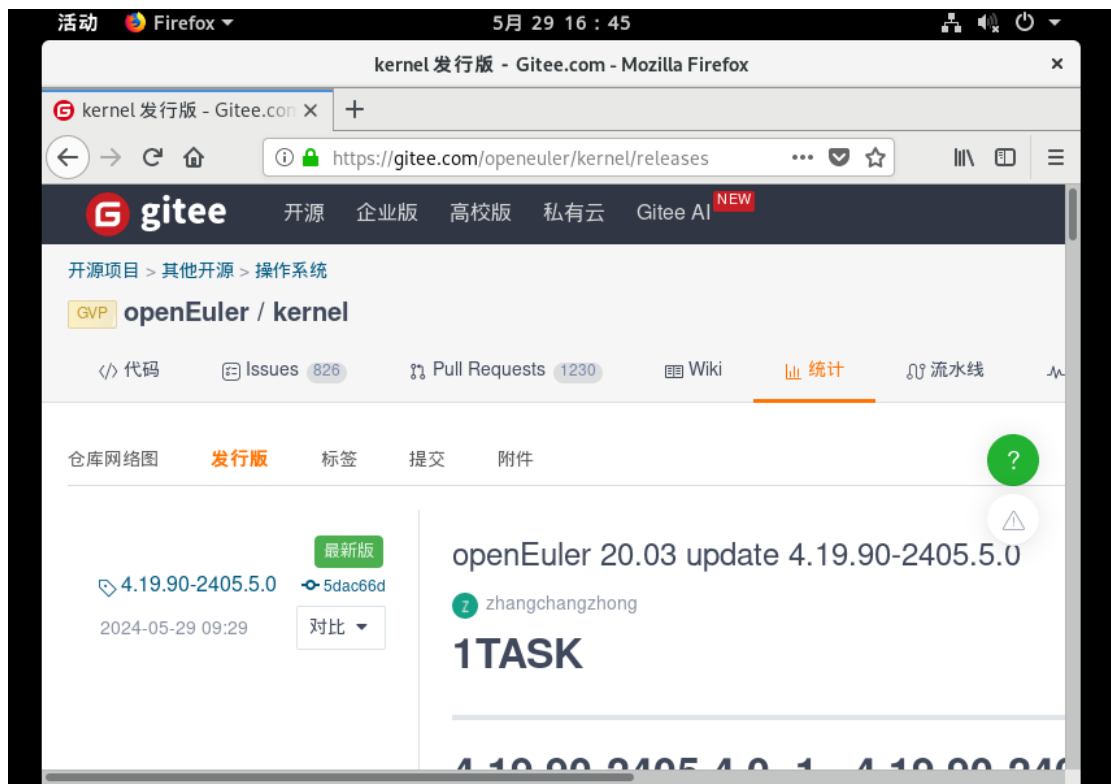 活动 Firefox 5月 29 16：45
kernel 发行版 - Gitee.com - Mozilla Firefox
kernel 发行版 - Gitee.com
https://gitee.com/openeuler/kernel/releases
gitee 开源 企业版 高校版 私有云 Gitee AI NEW
开源项目 > 其他开源 > 操作系统
GVP openEuler / kernel
代码 Issues 826 Pull Requests 1230 Wiki 统计 流水线
仓库网络图 发行版 标签 提交 附件
?
最新版
4.19.90-2405.5.0 5dac66d
2024-05-29 09:29 对比
openEuler 20.03 update 4.19.90-2405.5.0
Z zhangchangzhong
1TASK